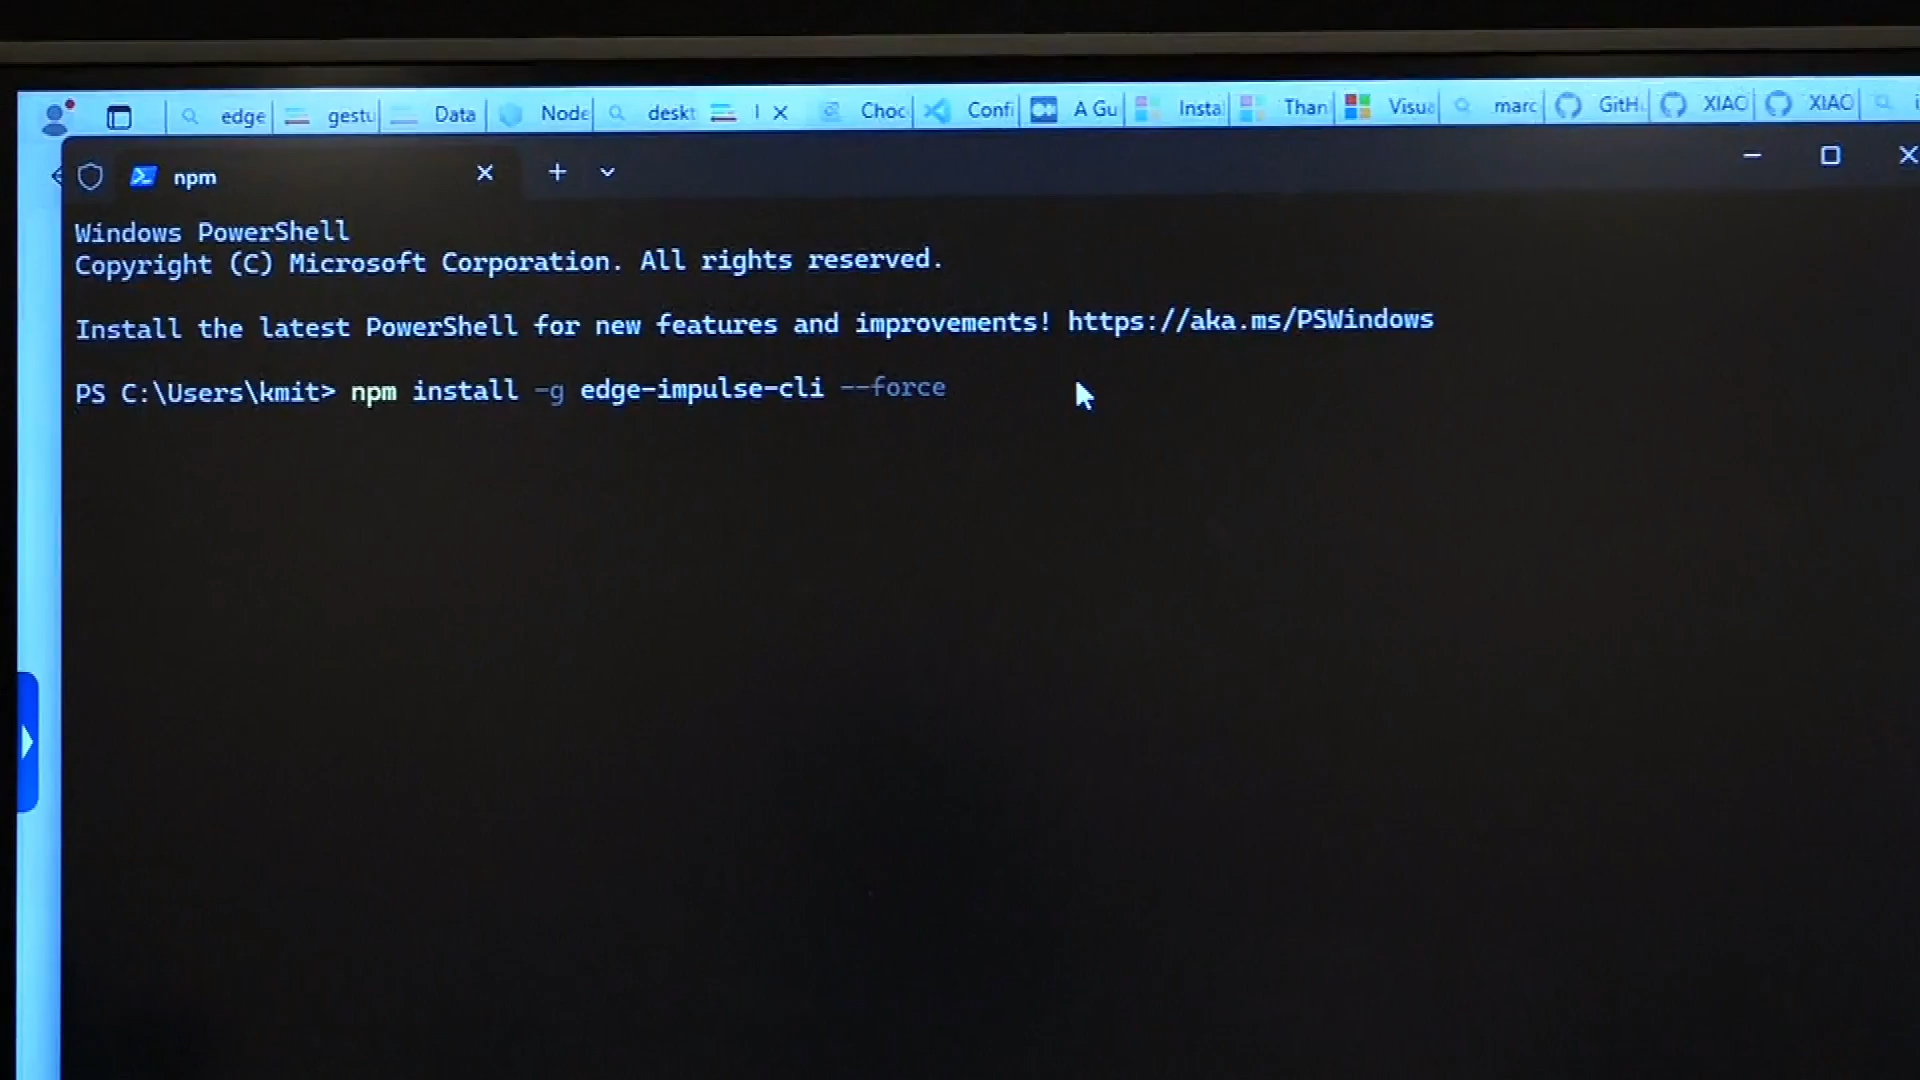 edge gestu Data Node deskt I Choc Confi A Gu Insta Than Visua marc GitHu XIAO XIAO
npm
Windows PowerShell
Copyright (C) Microsoft Corporation. All rights reserved.
Install the latest PowerShell for new features and improvements! https://aka.ms/PSWindows
PS C:\Users\kmit> npm install -g edge-impulse-cli --force